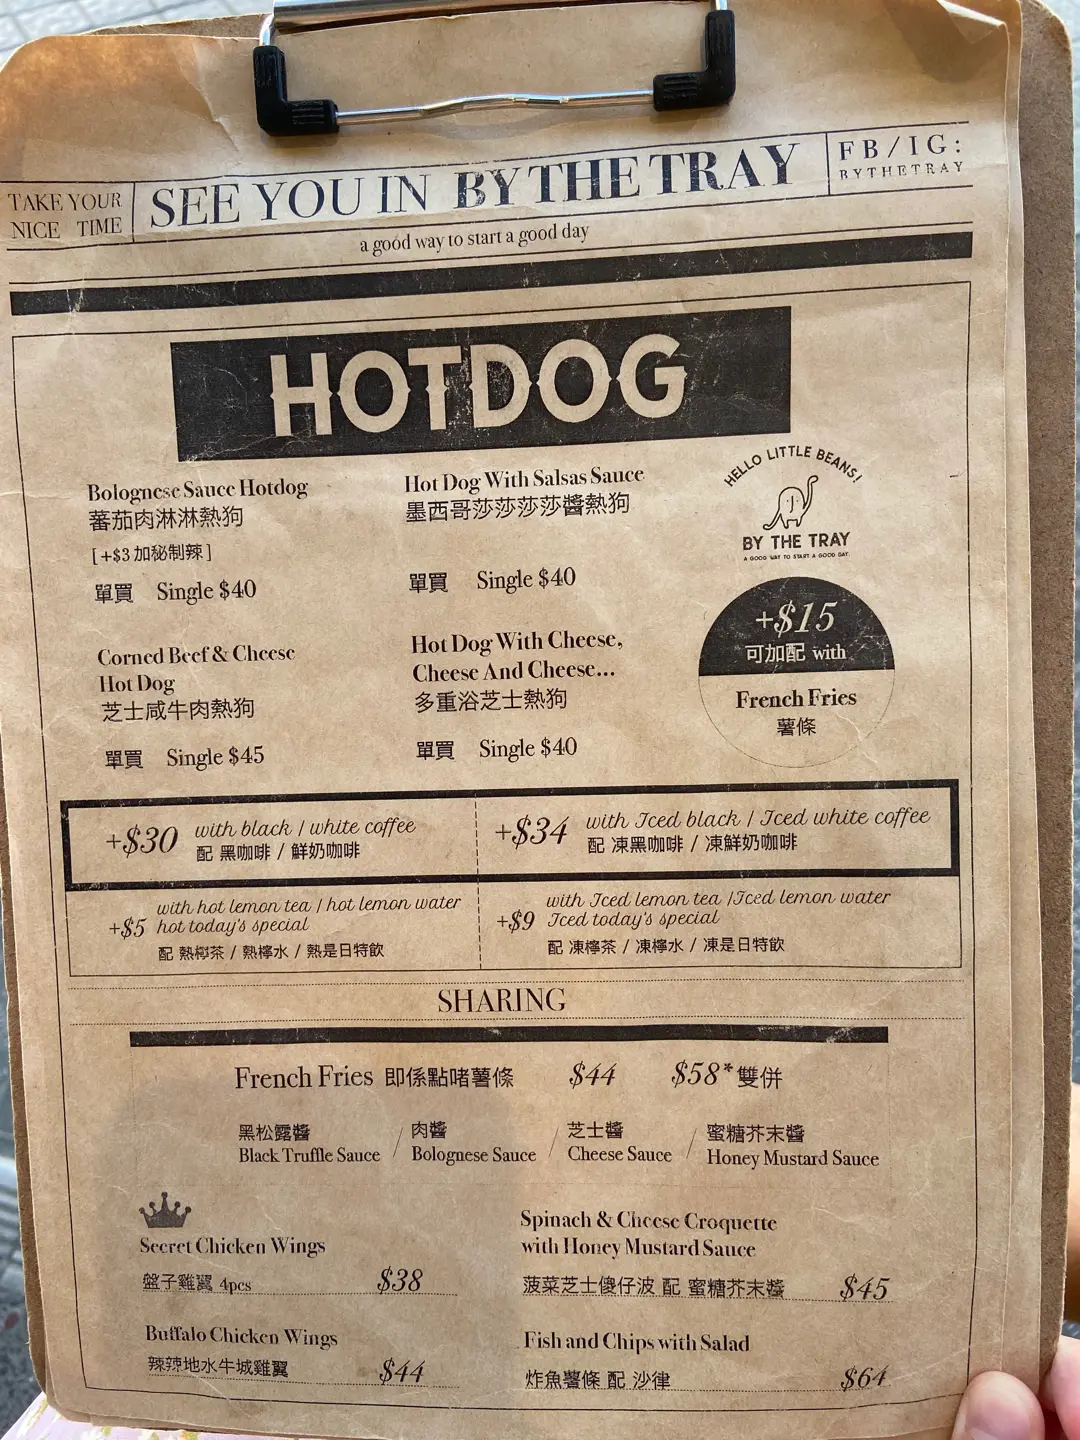 TAKE YOUR
NICE TIME
SEE YOU IN BY THE TRAY
FB/IG:
BYTHETRAY
a good way to start a good day
HOTDOG
Bolognese Sauce Hotdog
蕃茄肉淋淋熱狗
[+$3加秘制辣]
單買 Single $40
Hot Dog With Salsas Sauce
墨西哥莎莎莎莎醬熱狗
單買 Single $40
HELLO LITTLE BEANS!
BY THE TRAY
A GOOD WAY TO START A GOOD DAY.
Corned Beef & Cheese
Hot Dog
芝士咸牛肉熱狗
單買 Single $45
Hot Dog With Cheese,
Cheese And Cheese...
多重浴芝士熱狗
單買 Single $40
+$15
可加配 with
French Fries
薯條
+$30 with black / white coffee
配 黑咖啡 / 鮮奶咖啡
+$34 with Iced black / Iced white coffee
配 凍黑咖啡 / 凍鮮奶咖啡
with hot lemon tea / hot lemon water
+$5 hot today's special
配 熱檸茶 / 熱檸水 / 熱是日特飲
with Iced lemon tea /Iced lemon water
+$9 Iced today's special
配 凍檸茶 / 凍檸水 / 凍是日特飲
SHARING
French Fries 即係點啫薯條 $44 $58*雙併
黑松露醬 / 肉醬 / 芝士醬 / 蜜糖芥末醬
Black Truffle Sauce Bolognese Sauce Cheese Sauce Honey Mustard Sauce
Secret Chicken Wings
盤子雞翼 4pcs $38
Spinach & Cheese Croquette
with Honey Mustard Sauce
菠菜芝士傻仔波 配 蜜糖芥末醬 $45
Buffalo Chicken Wings
辣辣地水牛城雞翼 $44
Fish and Chips with Salad
炸魚薯條 配 沙律 $64